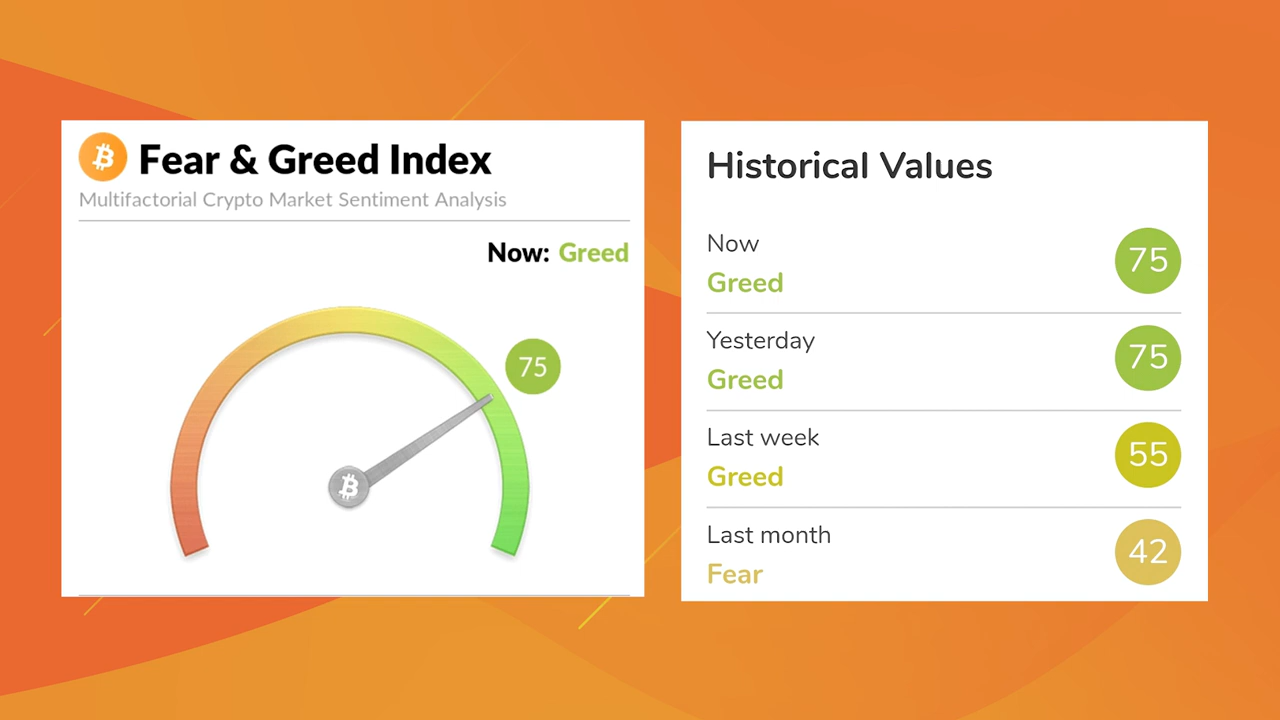 Fear & Greed Index
Multifactorial Crypto Market Sentiment Analysis
Now: Greed
75
Historical Values
Now
Greed
75
Yesterday
Greed
75
Last week
Greed
55
Last month
Fear
42